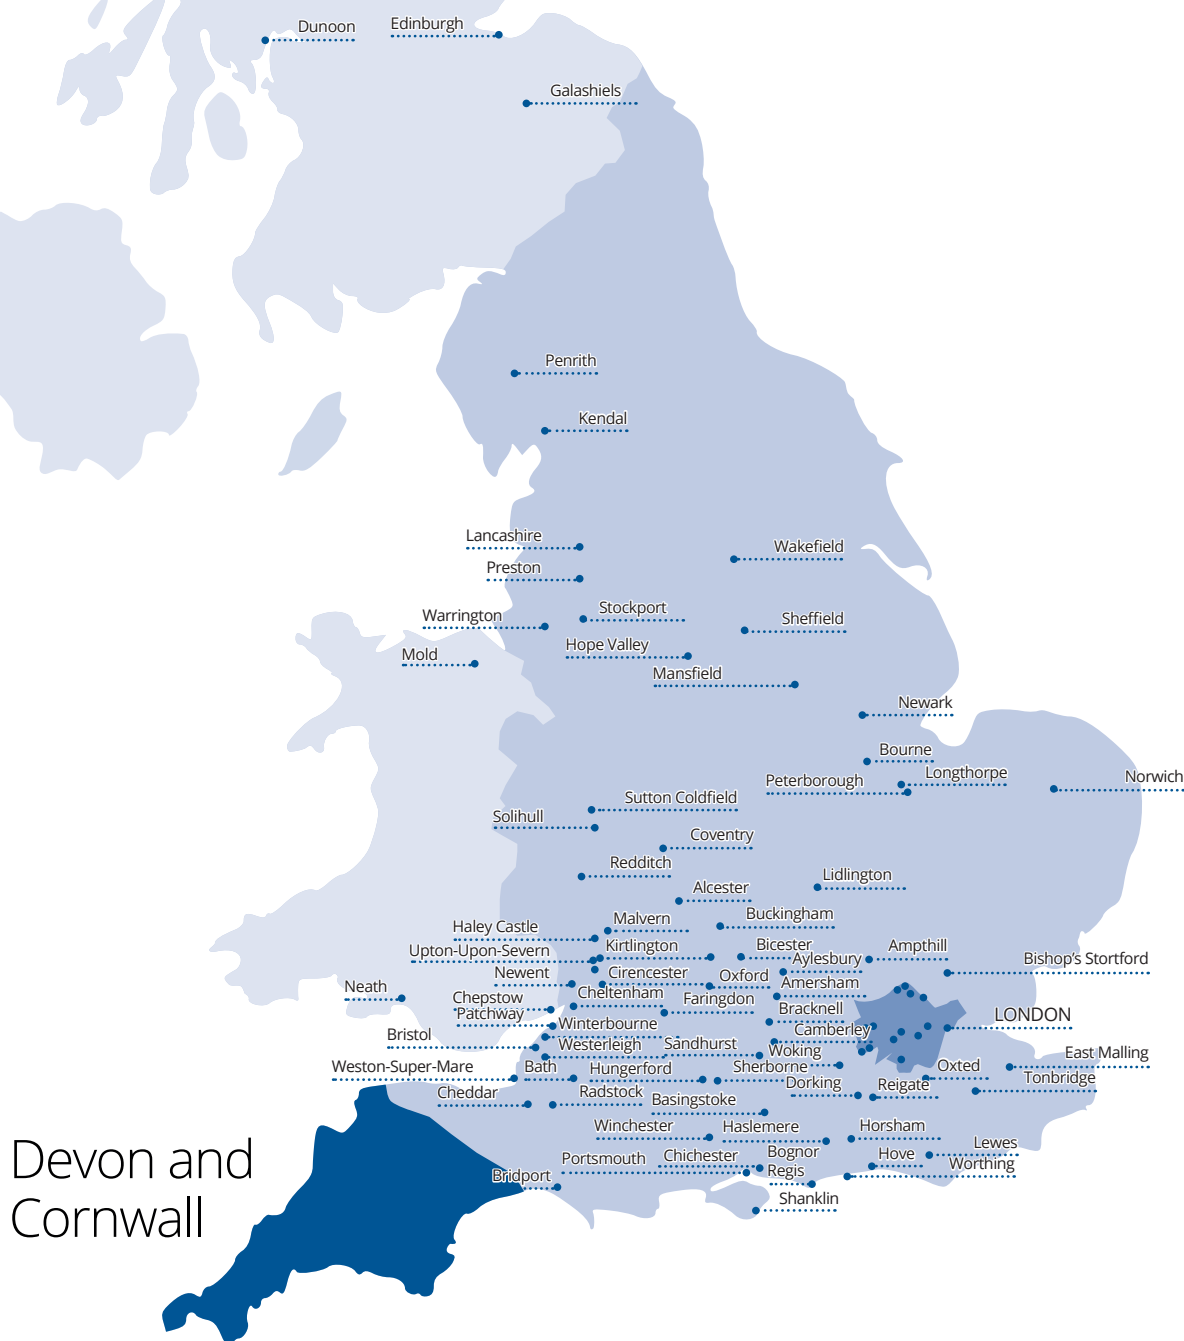 Dunoon
Edinburgh
Galashiels
Penrith
Kendal
Lancashire
Wakefield
Preston
Stockport
Warrington
Sheffield
Hope Valley
Mold
Mansfield
Newark
Bourne
Longthorpe
Peterborough
Norwich
Sutton Coldfield
Solihull
Coventry
Redditch
Lidlington
Alcester
Buckingham
Malvern
Haley Castle
Kirtlington
Bicester
Ampthill
Upton-Upon-Severn
Aylesbury
Bishop's Stortford
Newent
Cirencester
Oxford
Amersham
Neath
Cheltenham
Chepstow
Faringdon
Patchway
Bracknell
LONDON
Winterbourne
Camberley
Bristol
Westerleigh
Sandhurst
Woking
East Malling
Weston-Super-Mare
Bath
Hungerford
Sherborne
Oxted
Tonbridge
Dorking
Reigate
Cheddar
Radstock
Basingstoke
Winchester
Haslemere
Horsham
Lewes
Portsmouth
Chichester
Bognor
Regis
Hove
Worthing
Bridport
Shanklin
Devon and
Cornwall